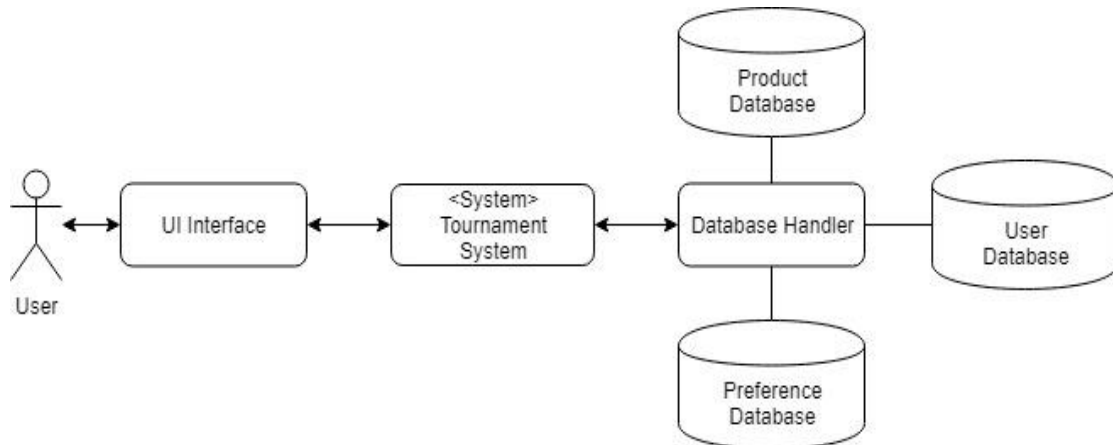 Product
Database
UI Interface
<System>
Tournament
System
Database Handler
User
Database
User
Preference
Database